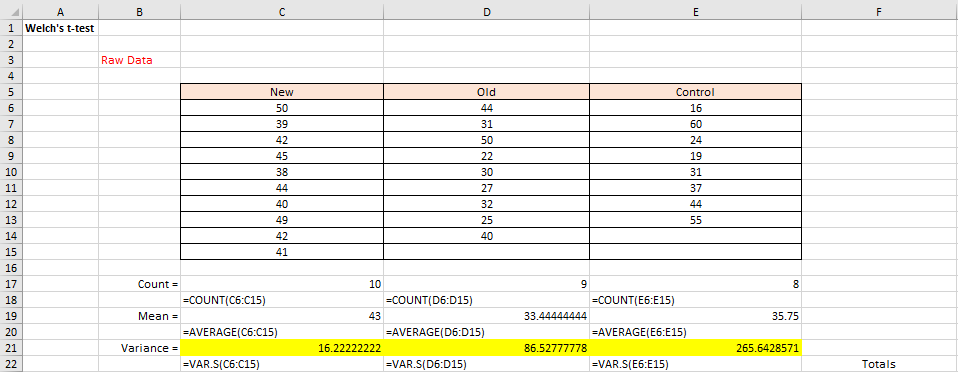 A B C D E F
1 Welch's t-test
2
3 Raw Data
4
5 New Old Control
6 50 44 16
7 39 31 60
8 42 50 24
9 45 22 19
10 38 30 31
11 44 27 37
12 40 32 44
13 49 25 55
14 42 40
15 41
16
17 Count = 10 9 8
18 =COUNT(C6:C15) =COUNT(D6:D15) =COUNT(E6:E15)
19 Mean = 43 33.44444444 35.75
20 =AVERAGE(C6:C15) =AVERAGE(D6:D15) =AVERAGE(E6:E15)
21 Variance = 16.22222222 86.52777778 265.6428571
22 =VAR.S(C6:C15) =VAR.S(D6:D15) =VAR.S(E6:E15) Totals